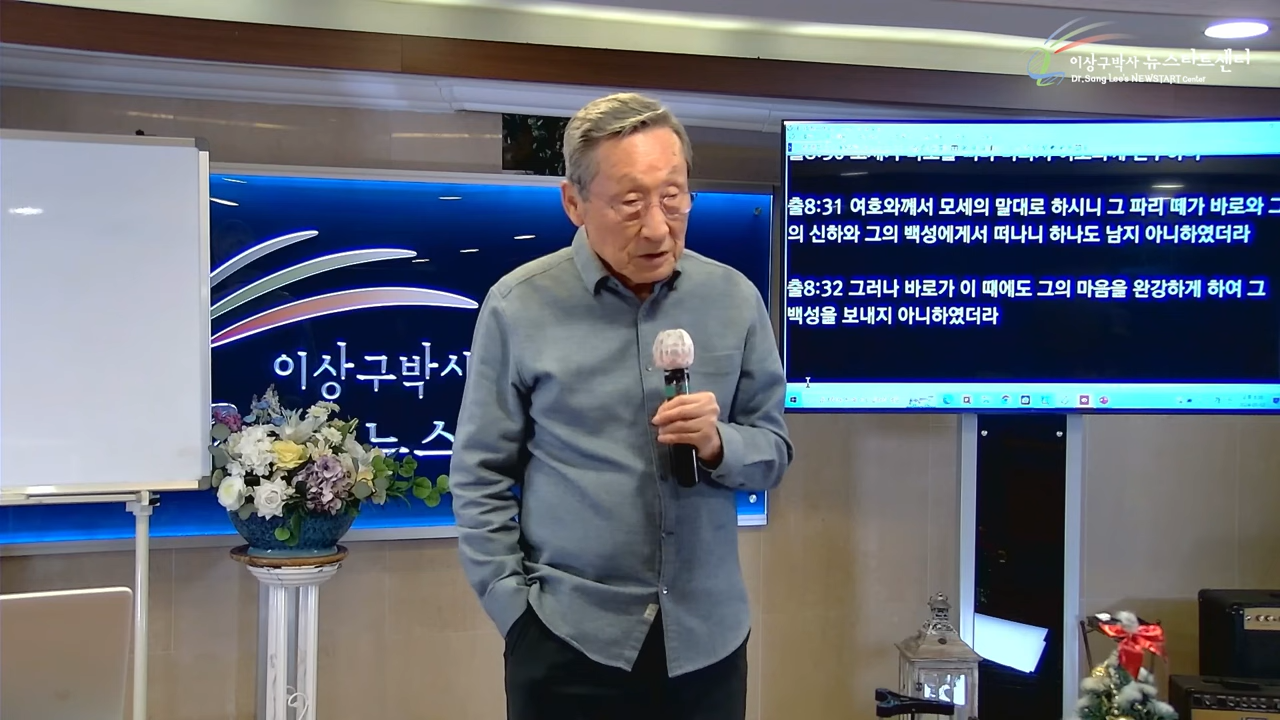 이상구박사 뉴스타트센터
Dr. Sang Lee's NEWSTART Center
출8:31 여호와께서 모세의 말대로 하시니 그 파리 떼가 바로와 그
의 신하와 그의 백성에게서 떠나니 하나도 남지 아니하였더라
출8:32 그러나 바로가 이 때에도 그의 마음을 완강하게 하여 그
백성을 보내지 아니하였더라
이상구박사
뉴스